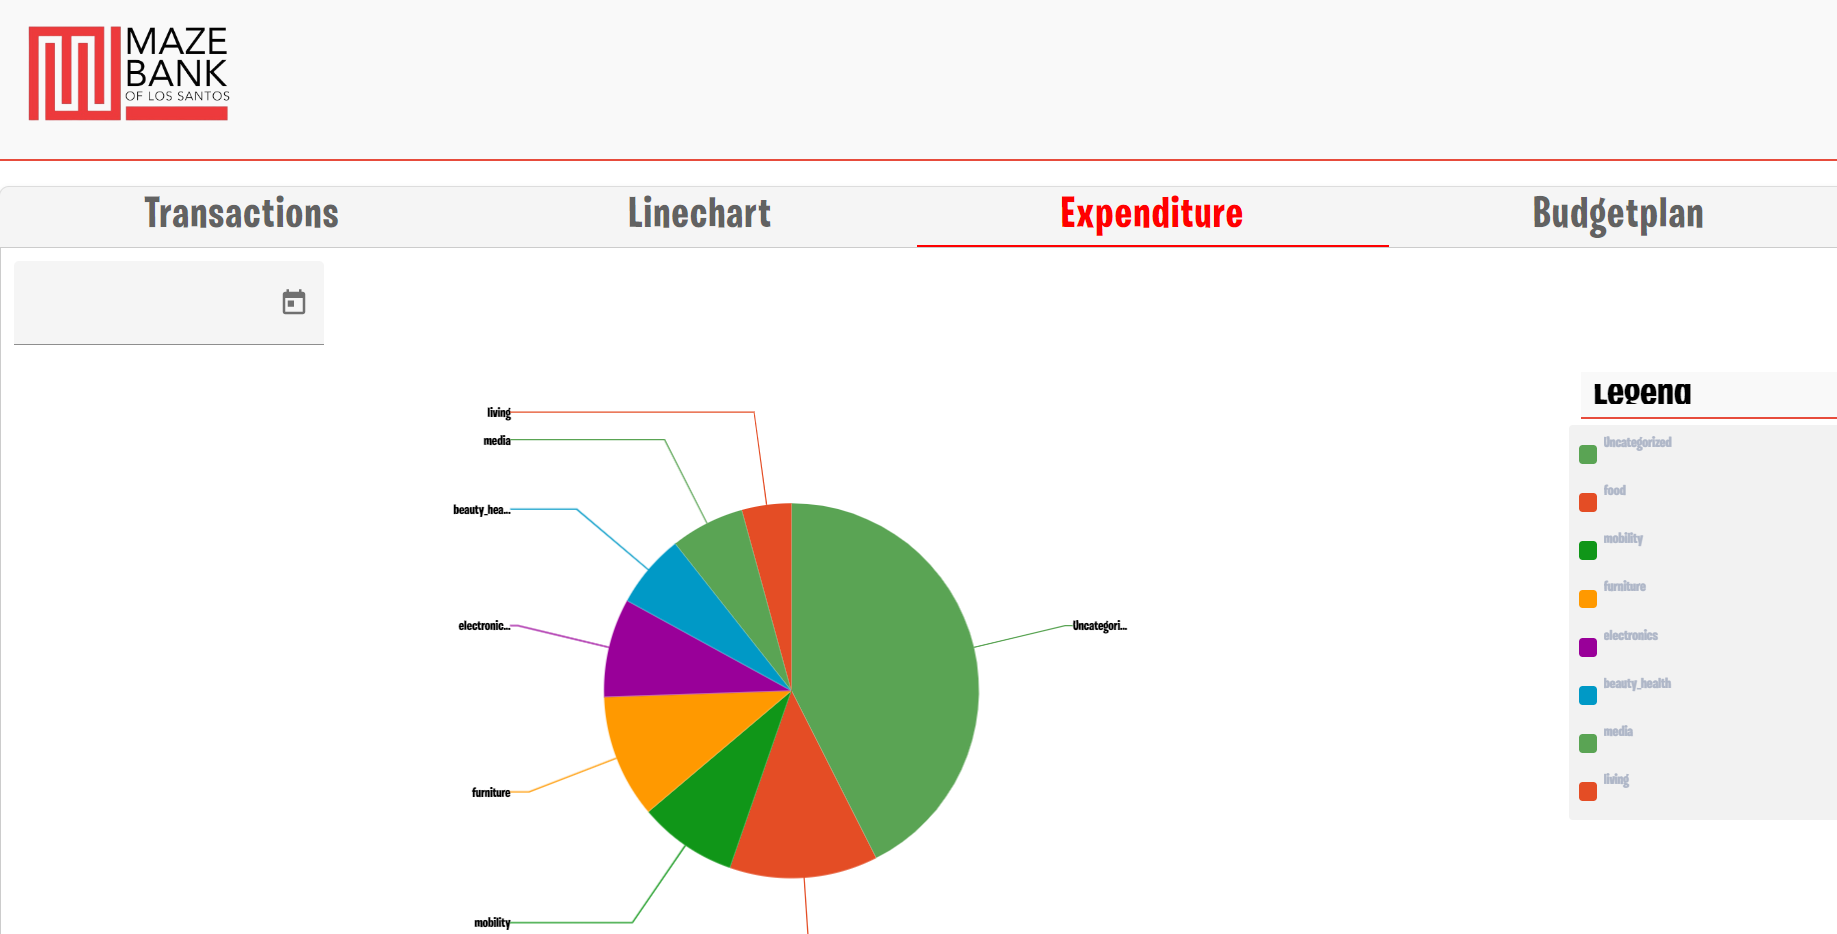 MAZE
BANK
OF LOS SANTOS
Transactions Linechart Expenditure Budgetplan
Legend
living
media
beauty_hea...
electronic...
furniture
mobility
Uncategori...
Uncategorized
food
mobility
furniture
electronics
beauty_health
media
living